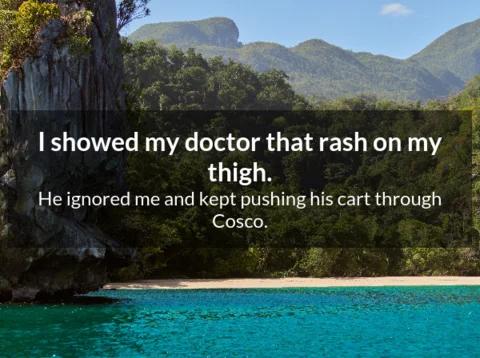 I showed my doctor that rash on my
thigh.
He ignored me and kept pushing his cart through
Cosco.